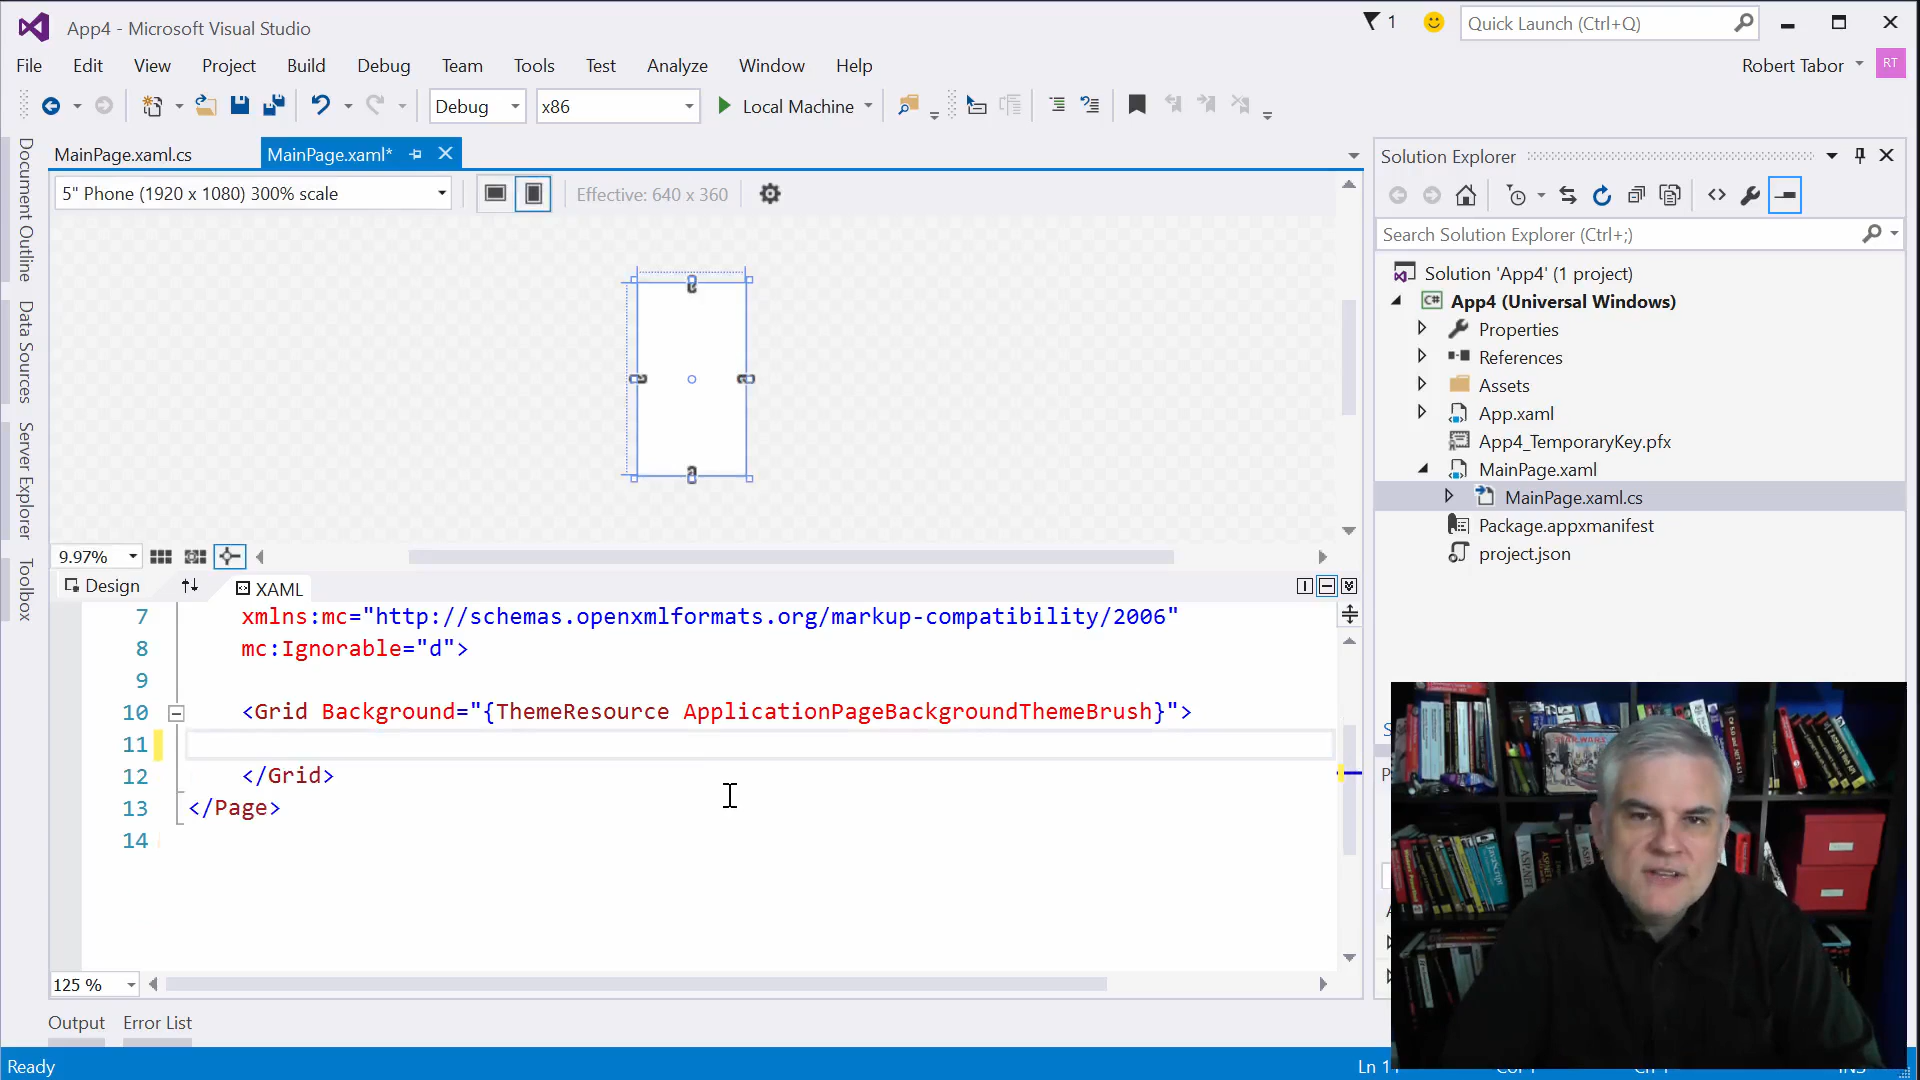 App4 - Microsoft Visual Studio
1
Quick Launch (Ctrl+Q)
File Edit View Project Build Debug Team Tools Test Analyze Window Help
Robert Tabor
RT
Debug
x86
Local Machine
Document Outline
Data Sources
Server Explorer
Toolbox
MainPage.xaml.cs
MainPage.xaml*
5" Phone (1920 x 1080) 300% scale
Effective: 640 x 360
9.97%
Design
XAML
7 xmlns:mc="http://schemas.openxmlformats.org/markup-compatibility/2006"
8 mc:Ignorable="d">
9
10 <Grid Background="{ThemeResource ApplicationPageBackgroundThemeBrush}">
11
12 </Grid>
13 </Page>
14
125 %
Output Error List
Ready
Solution Explorer
Search Solution Explorer (Ctrl+;)
Solution 'App4' (1 project)
C# App4 (Universal Windows)
Properties
References
Assets
App.xaml
App4_TemporaryKey.pfx
MainPage.xaml
MainPage.xaml.cs
Package.appxmanifest
project.json
STAR WARS